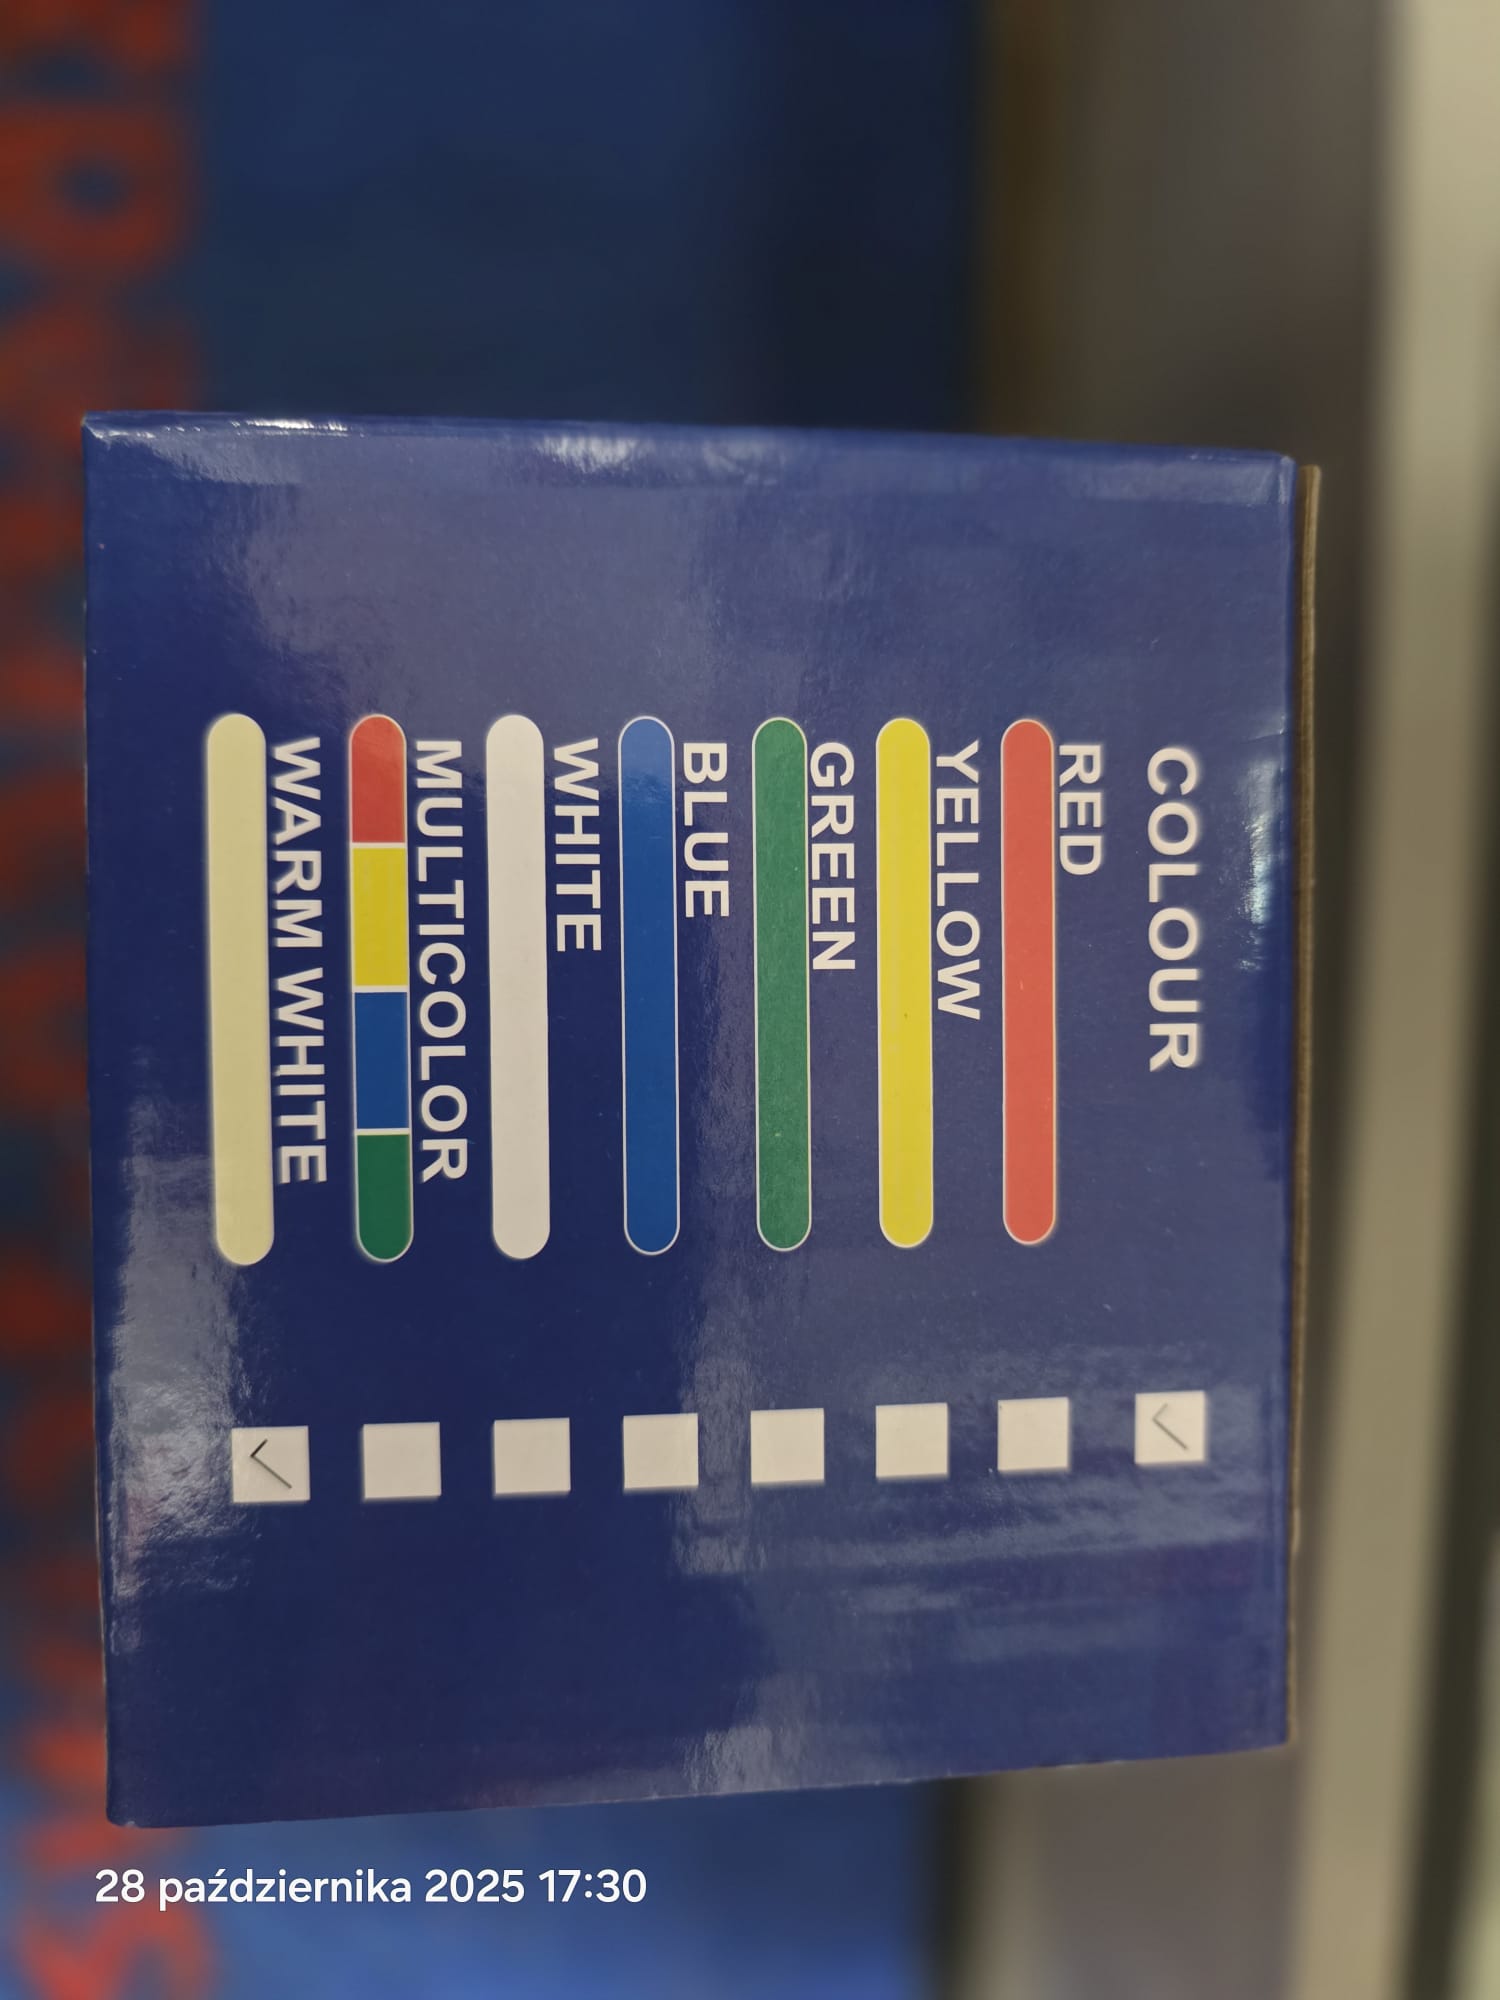 COLOUR
RED
YELLOW
GREEN
BLUE
WHITE
MULTICOLOR
WARM WHITE
28 października 2025 17:30